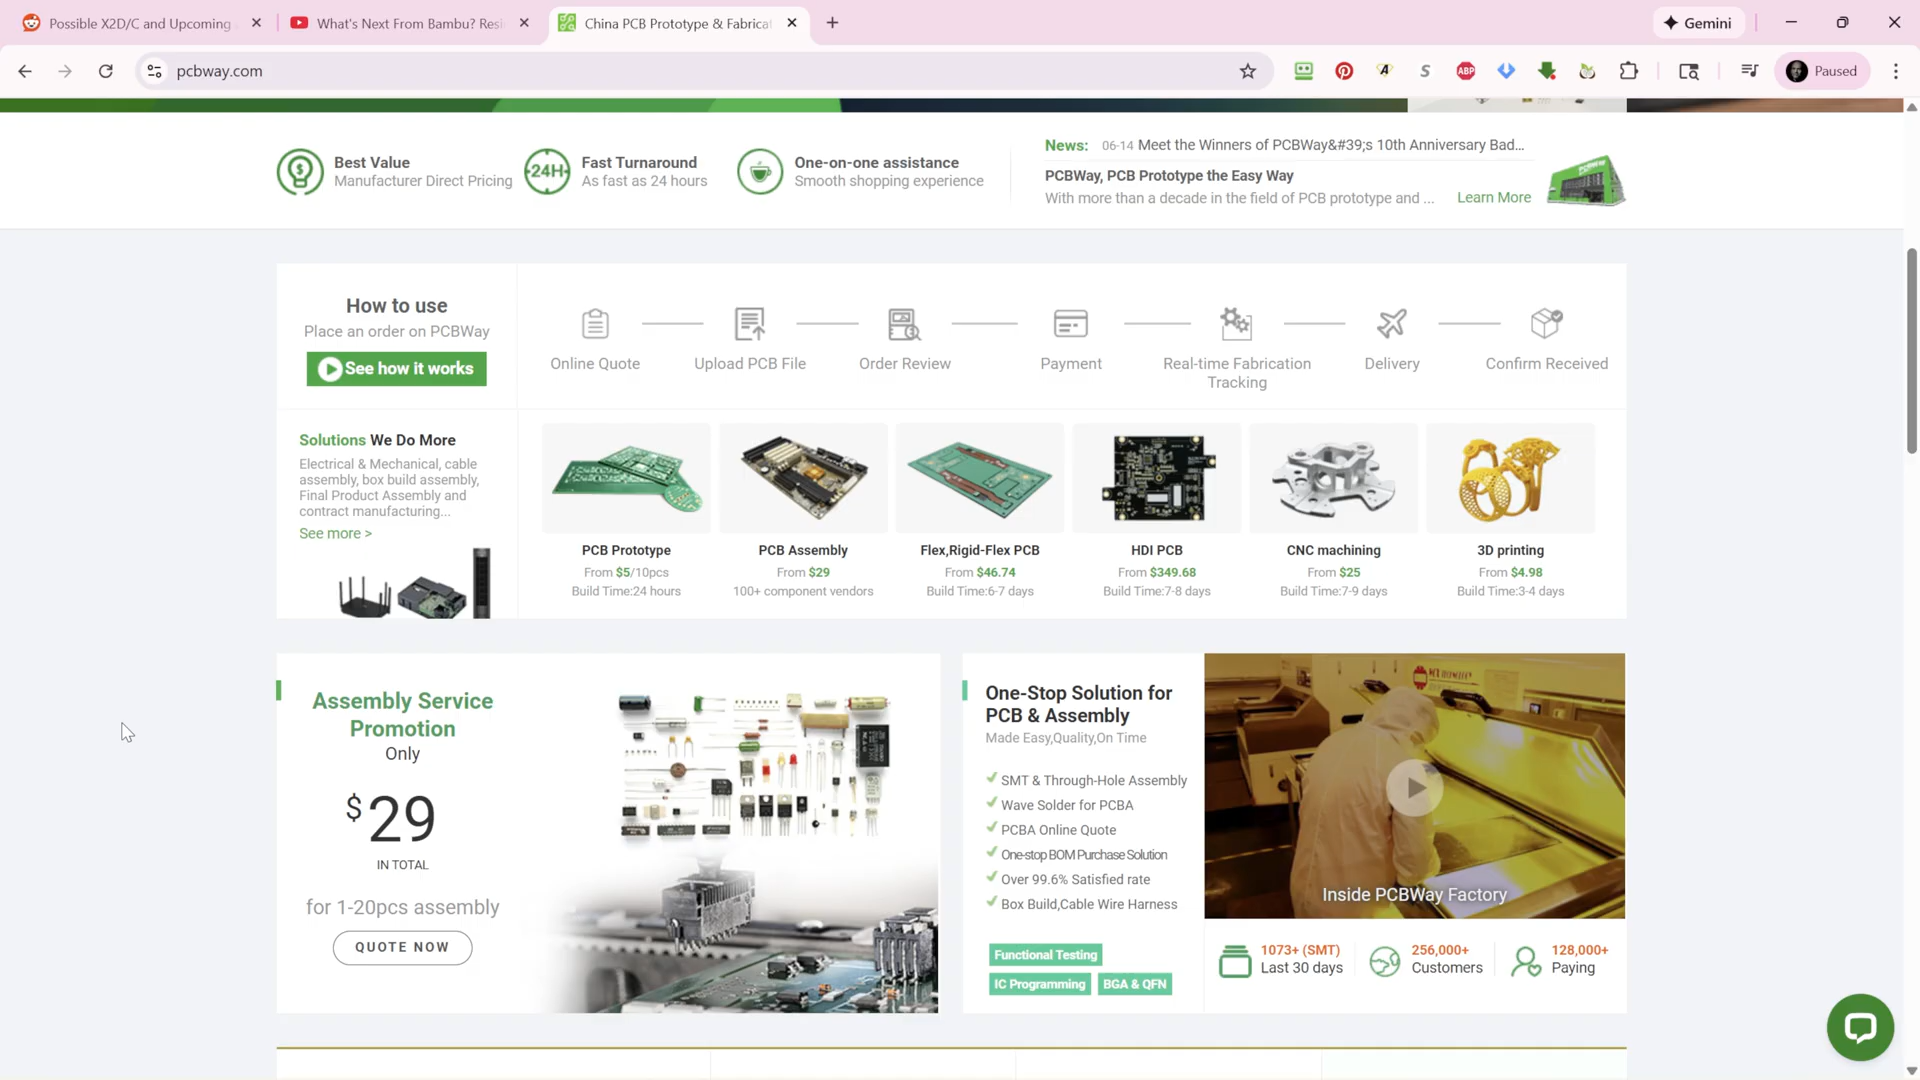 Possible X2D/C and Upcoming
What's Next From Bambu? Resi
China PCB Prototype & Fabricat
Gemini
pcbway.com
ABP
Paused
Best Value
Manufacturer Direct Pricing
24H
Fast Turnaround
As fast as 24 hours
One-on-one assistance
Smooth shopping experience
News: 06-14 Meet the Winners of PCBWay&#39;s 10th Anniversary Bad...
PCBWay, PCB Prototype the Easy Way
With more than a decade in the field of PCB prototype and ... Learn More
How to use
Place an order on PCBWay
See how it works
Online Quote
Upload PCB File
Order Review
Payment
Real-time Fabrication
Tracking
Delivery
Confirm Received
Solutions We Do More
Electrical & Mechanical, cable
assembly, box build assembly,
Final Product Assembly and
contract manufacturing...
See more >
PCB Prototype
From $5/10pcs
Build Time:24 hours
PCB Assembly
From $29
100+ component vendors
Flex,Rigid-Flex PCB
From $46.74
Build Time:6-7 days
HDI PCB
From $349.68
Build Time:7-8 days
CNC machining
From $25
Build Time:7-9 days
3D printing
From $4.98
Build Time:3-4 days
Assembly Service
Promotion
Only
$29
IN TOTAL
for 1-20pcs assembly
QUOTE NOW
One-Stop Solution for
PCB & Assembly
Made Easy,Quality,On Time
SMT & Through-Hole Assembly
Wave Solder for PCBA
PCBA Online Quote
One-stop BOM Purchase Solution
Over 99.6% Satisfied rate
Box Build,Cable Wire Harness
Functional Testing
IC Programming
BGA & QFN
Inside PCBWay Factory
1073+ (SMT)
Last 30 days
256,000+
Customers
128,000+
Paying